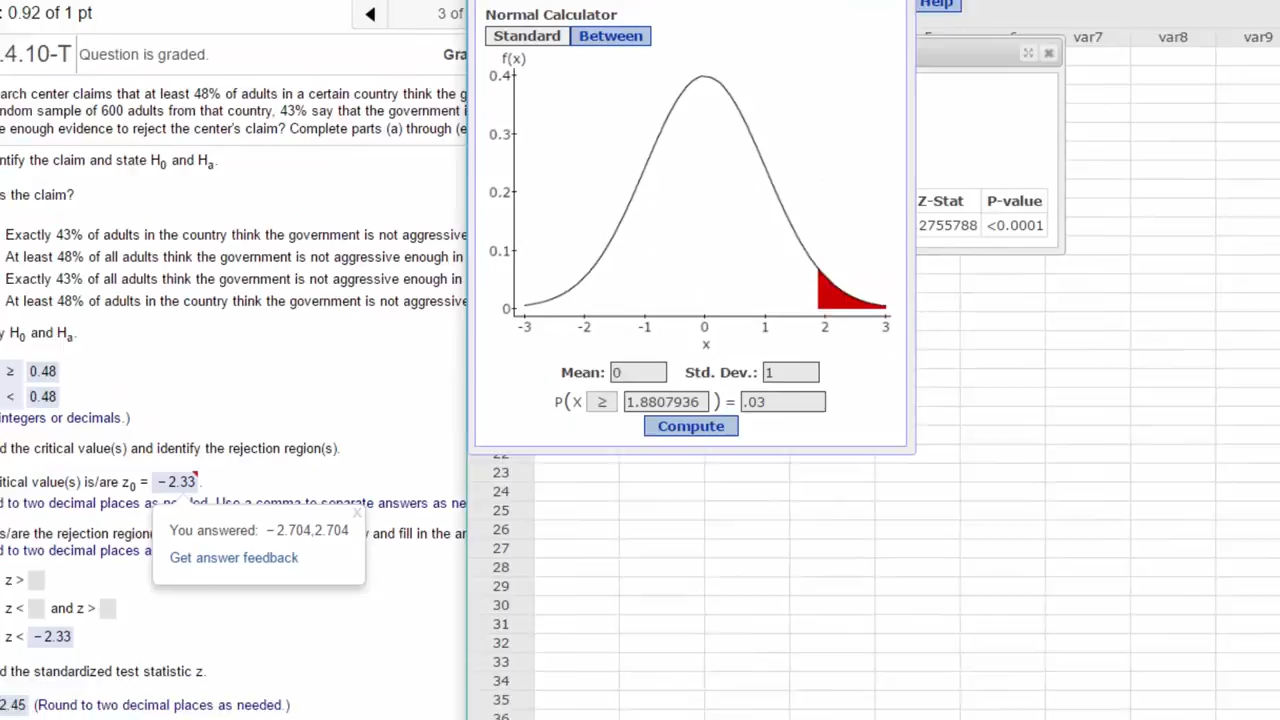 : 0.92 of 1 pt
3 of
.4.10-T
Question is graded.
Gra
arch center claims that at least 48% of adults in a certain country think the g
ndom sample of 600 adults from that country, 43% say that the government i
e enough evidence to reject the center's claim? Complete parts (a) through (e
ntify the claim and state H0 and Ha.
s the claim?
Exactly 43% of adults in the country think the government is not aggressive
At least 48% of all adults think the government is not aggressive enough in
Exactly 43% of all adults think the government is not aggressive enough in
At least 48% of adults in the country think the government is not aggressive
y H0 and Ha.
≥ 0.48
< 0.48
integers or decimals.)
d the critical value(s) and identify the rejection region(s).
itical value(s) is/are z0 = −2.33.
d to two decimal places as needed. Use a comma to separate answers as ne
You answered: −2.704,2.704
x
Get answer feedback
s/are the rejection region
and fill in the an
d to two decimal places a
z >
z < and z >
z < −2.33
d the standardized test statistic z.
2.45 (Round to two decimal places as needed.)
Normal Calculator
Standard Between
f(x)
0.4
0.3
0.2
0.1
0
-3 -2 -1 0 1 2 3
x
Mean: 0 Std. Dev.: 1
P(X ≥ 1.8807936 ) = .03
Compute
Help
var7 var8 var9
Z-Stat P-value
2755788 <0.0001
23
24
25
26
27
28
29
30
31
32
33
34
35
36